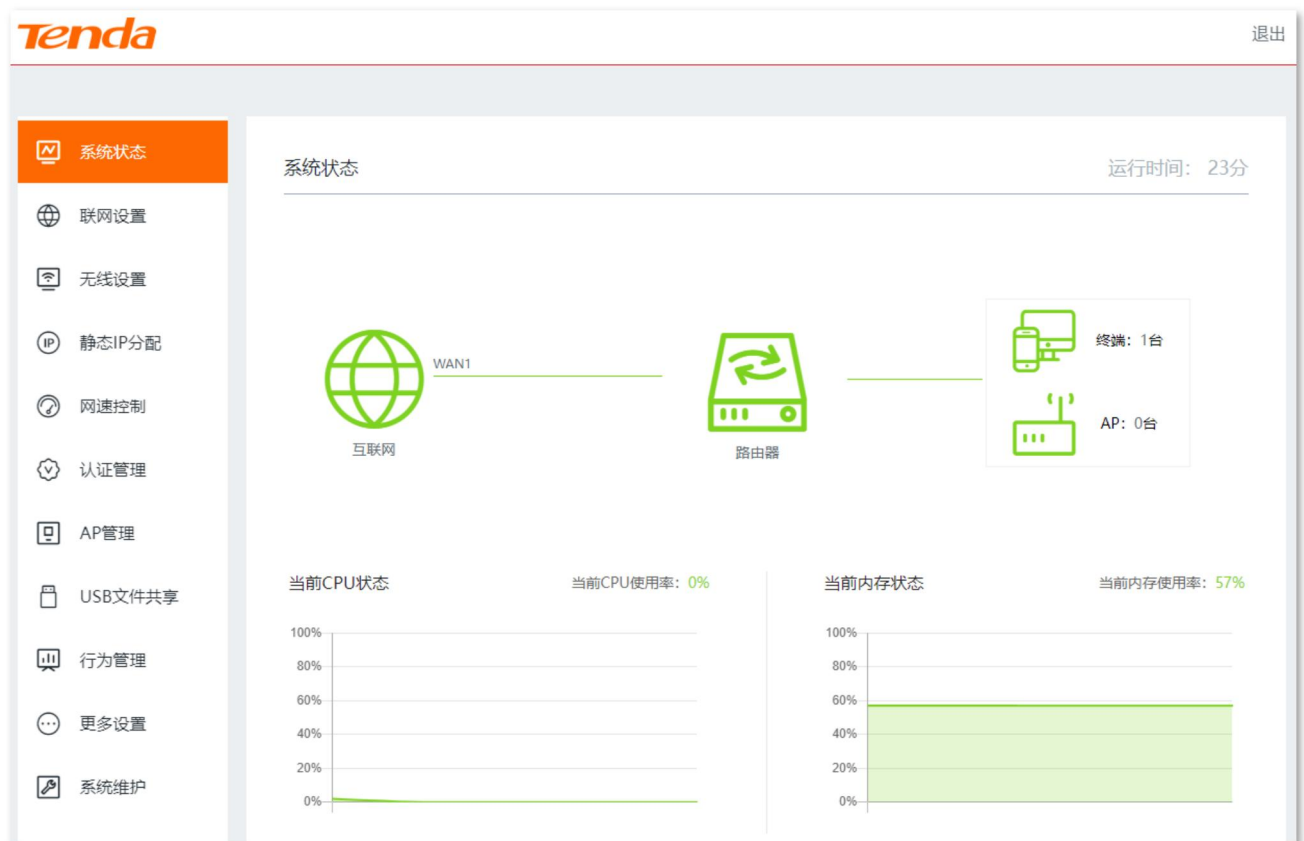 Tenda
退出
系统状态
联网设置
无线设置
静态IP分配
网速控制
认证管理
AP管理
USB文件共享
行为管理
更多设置
系统维护
系统状态
运行时间： 23分
WAN1
互联网
路由器
终端：1台
AP：0台
当前CPU状态
当前CPU使用率：0%
100%
80%
60%
40%
20%
0%
当前内存状态
当前内存使用率：57%
100%
80%
60%
40%
20%
0%